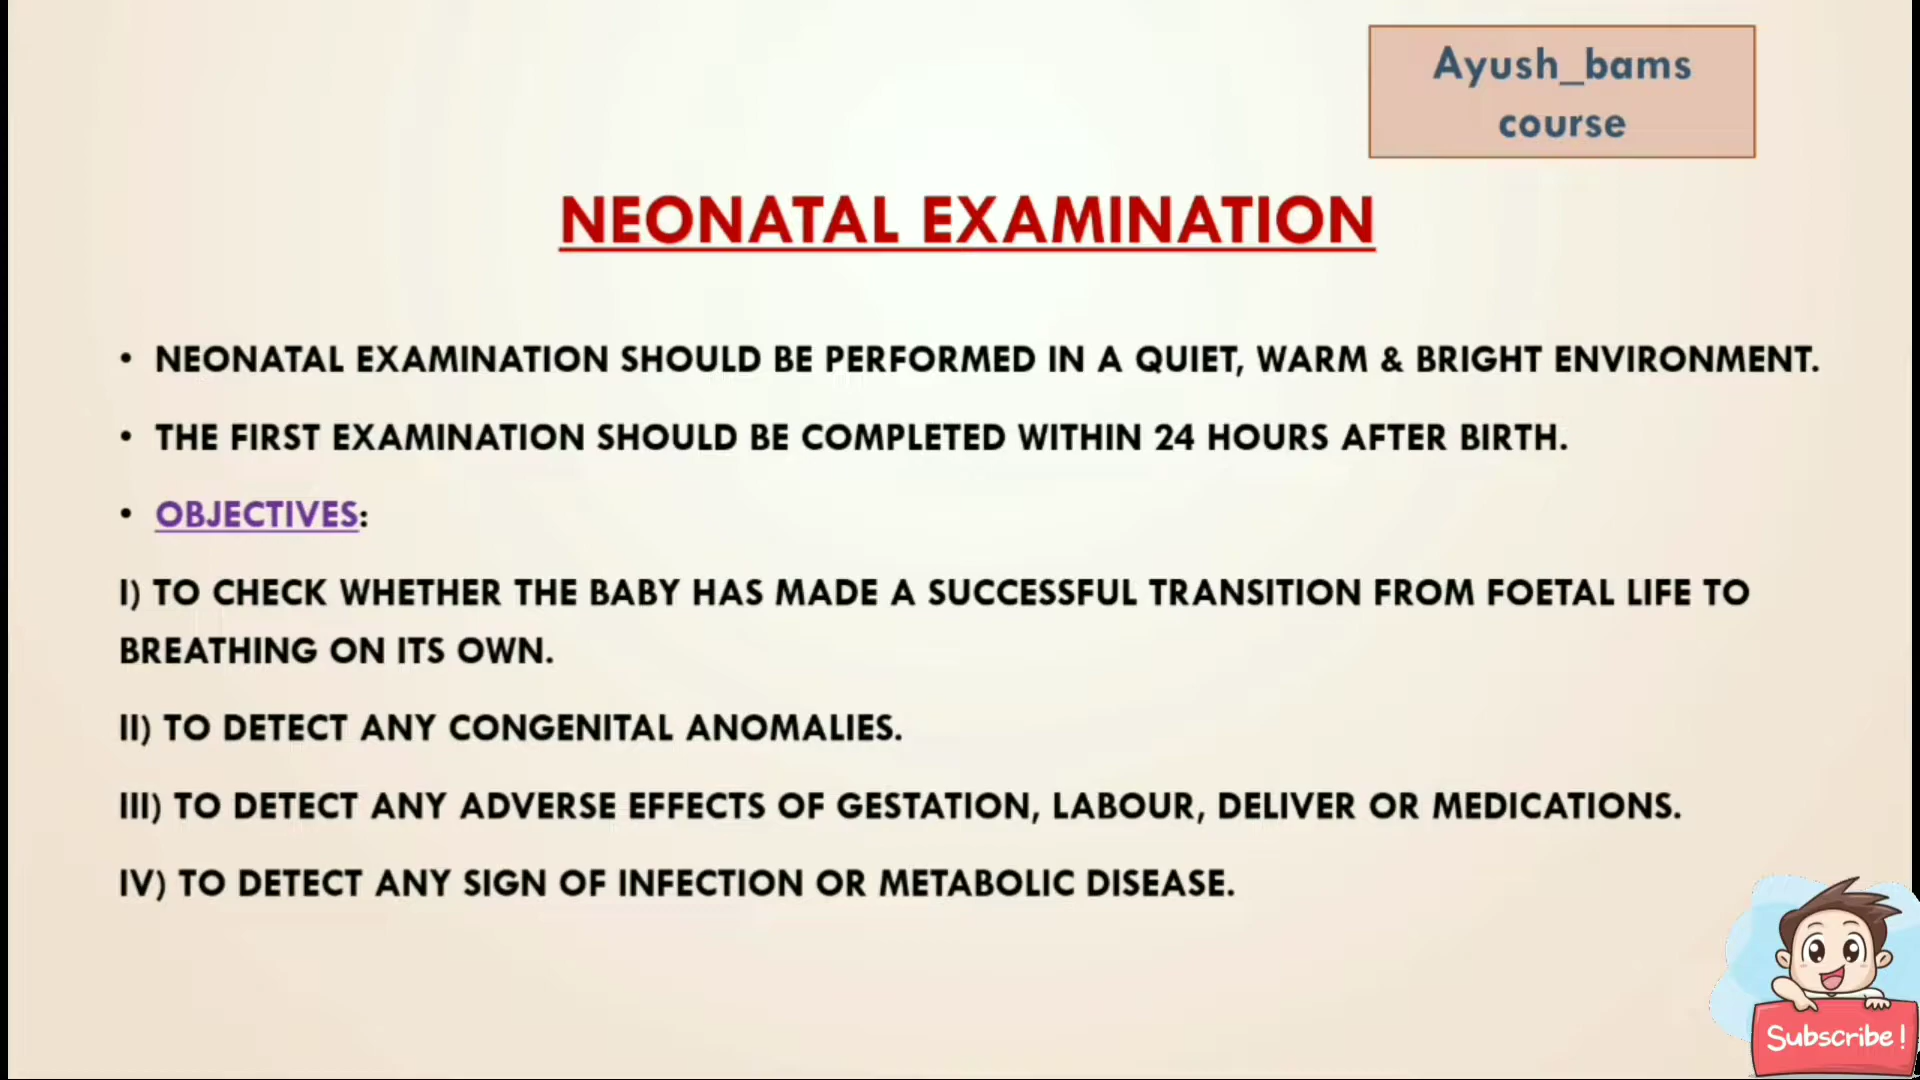 Ayush_bams
course
NEONATAL EXAMINATION
• NEONATAL EXAMINATION SHOULD BE PERFORMED IN A QUIET, WARM & BRIGHT ENVIRONMENT.
• THE FIRST EXAMINATION SHOULD BE COMPLETED WITHIN 24 HOURS AFTER BIRTH.
• OBJECTIVES:
I) TO CHECK WHETHER THE BABY HAS MADE A SUCCESSFUL TRANSITION FROM FOETAL LIFE TO
BREATHING ON ITS OWN.
II) TO DETECT ANY CONGENITAL ANOMALIES.
III) TO DETECT ANY ADVERSE EFFECTS OF GESTATION, LABOUR, DELIVER OR MEDICATIONS.
IV) TO DETECT ANY SIGN OF INFECTION OR METABOLIC DISEASE.
Subscribe!